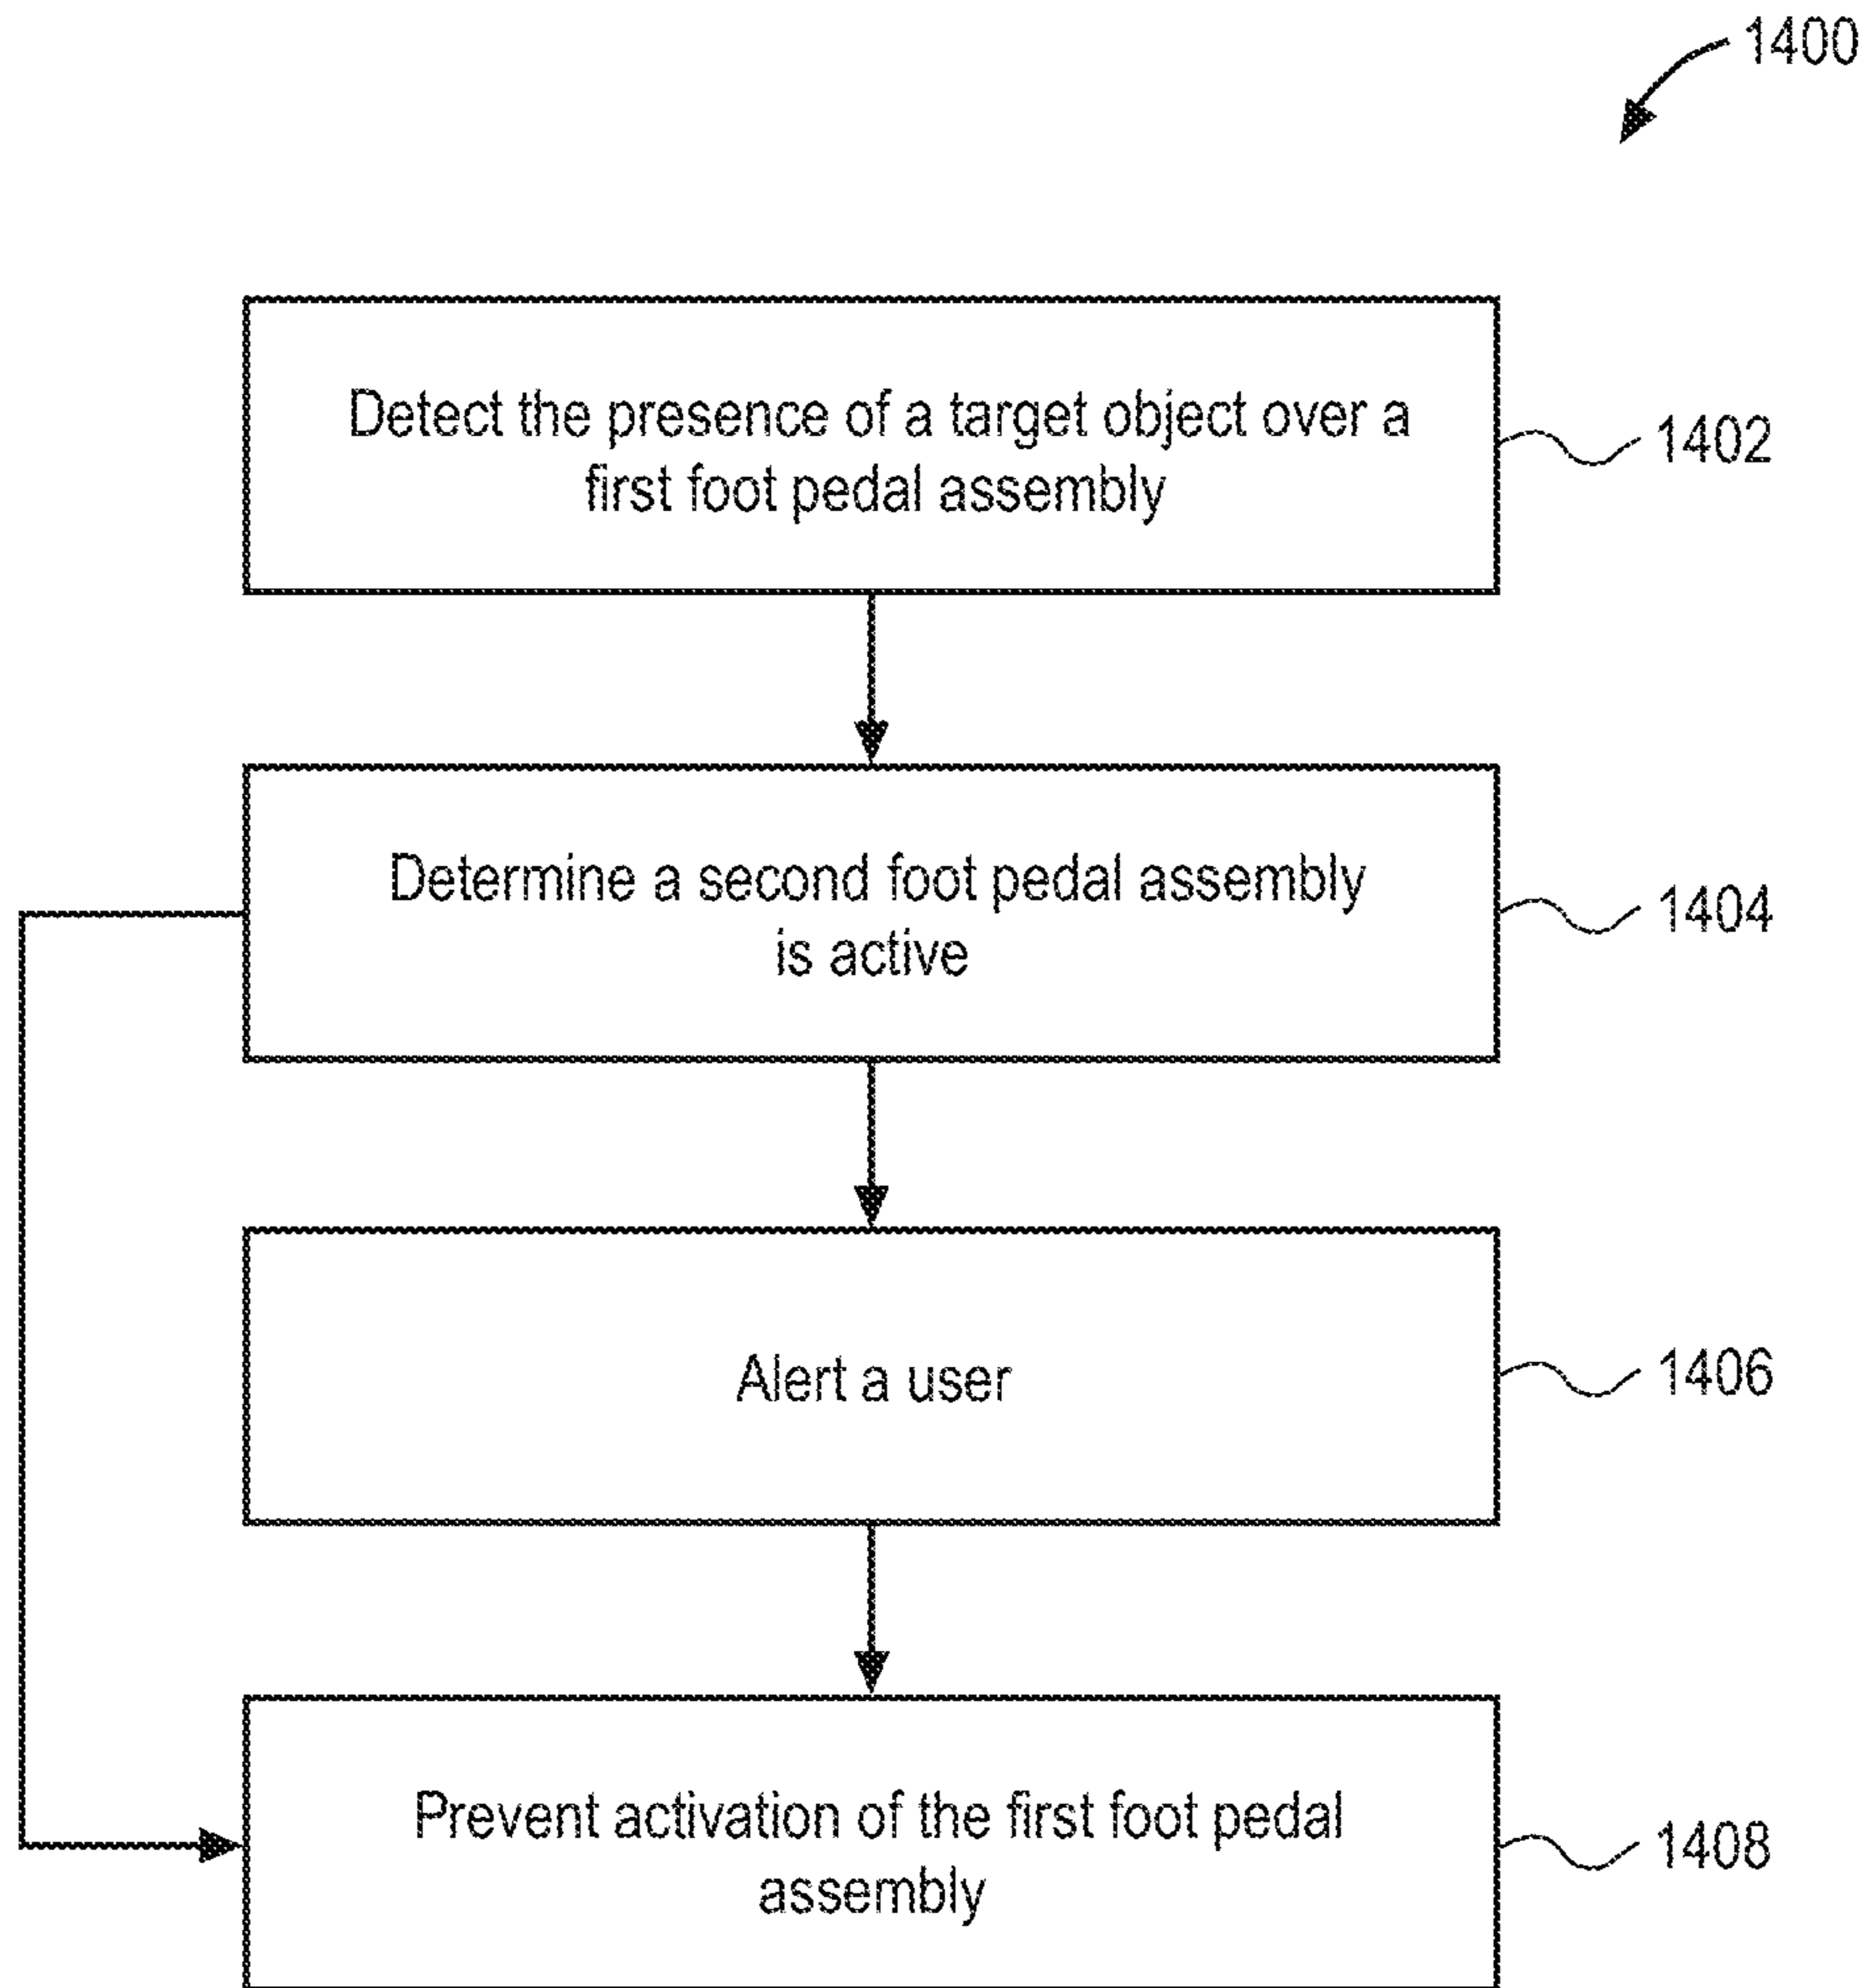 1400
Detect the presence of a target object over a
first foot pedal assembly
1402
Determine a second foot pedal assembly
is active
1404
Alert a user
1406
Prevent activation of the first foot pedal
assembly
1408